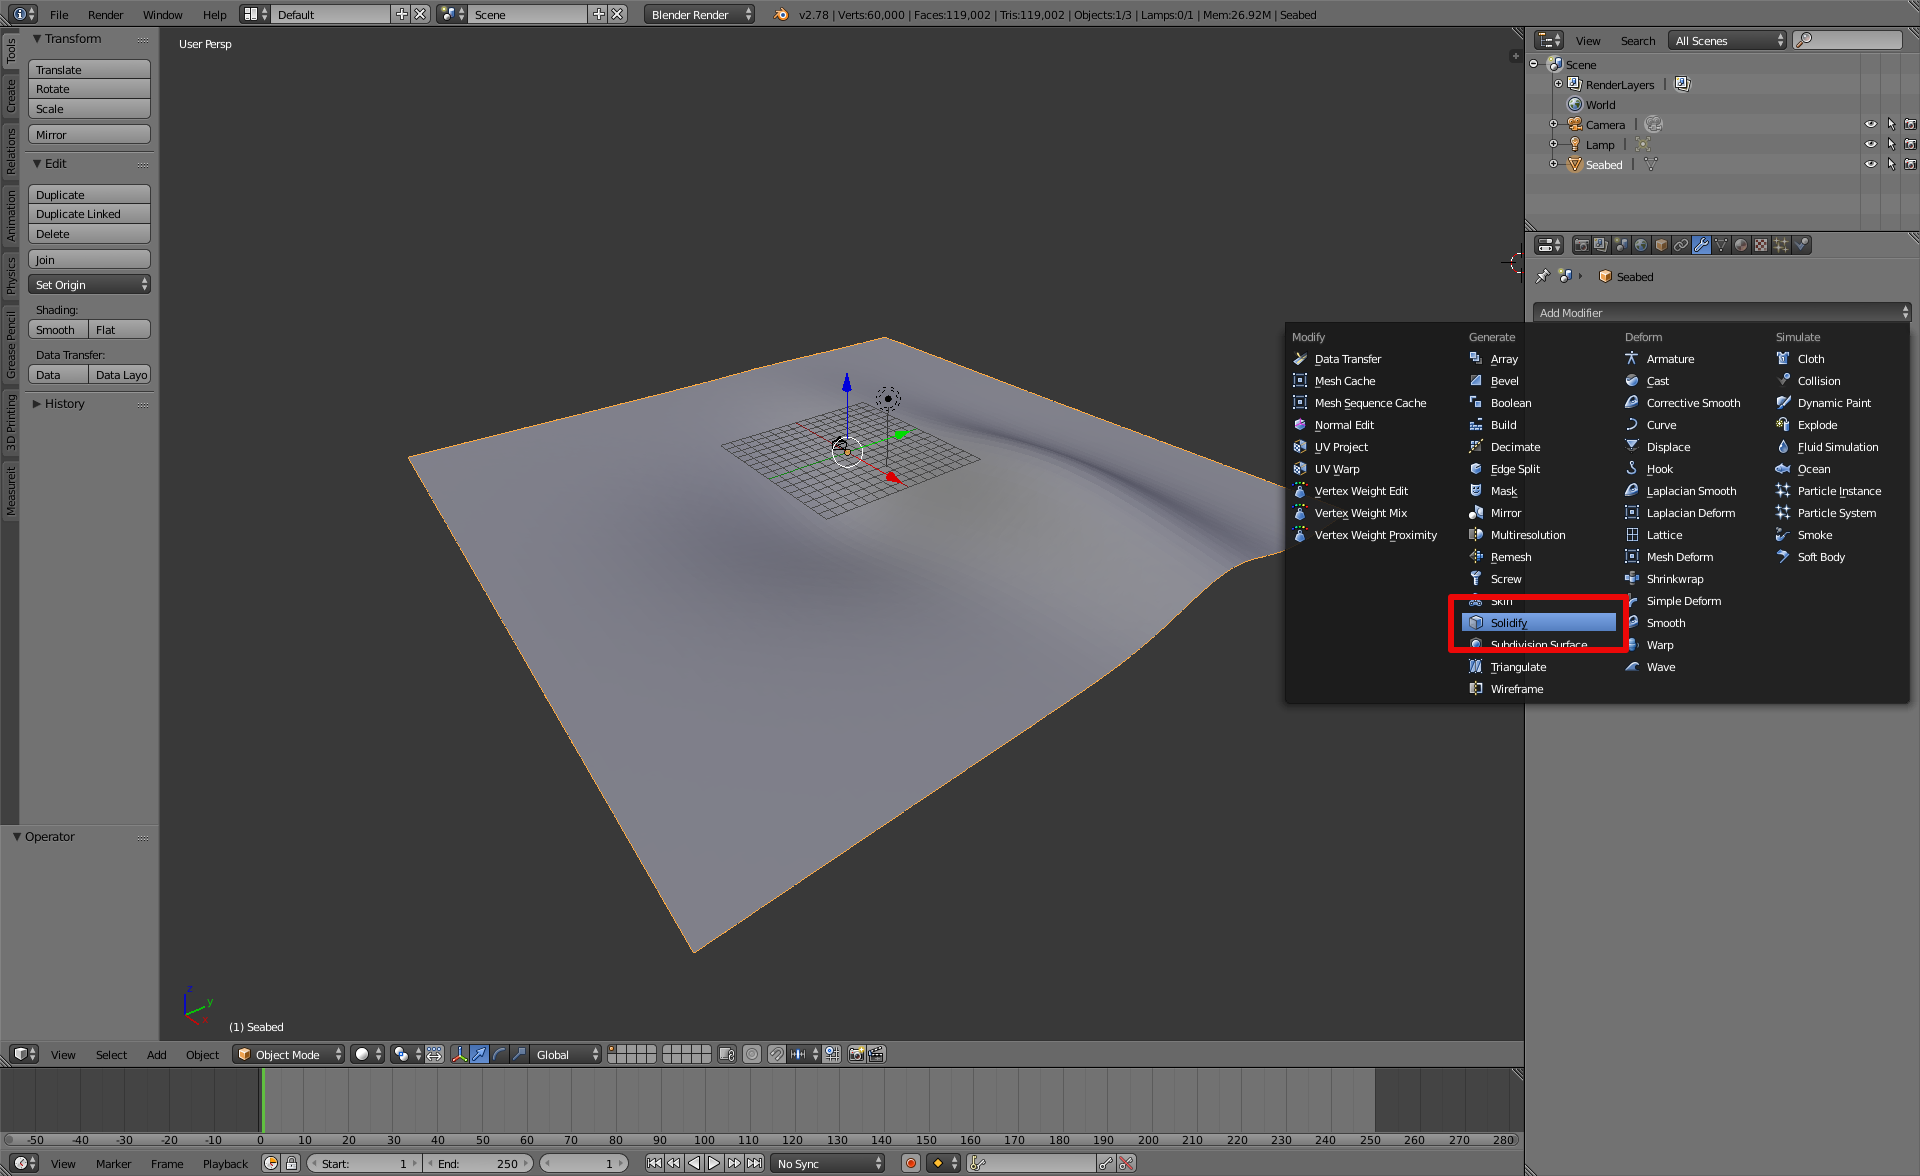 File Render Window Help Default Scene Blender Render v2.78 | Verts:60,000 | Faces:119,002 | Tris:119,002 | Objects:1/3 | Lamps:0/1 | Mem:26.92M | Seabed
Tools
Create
Relations
Animation
Physics
Grease Pencil
3D Printing
Measureit
Transform
Translate
Rotate
Scale
Mirror
Edit
Duplicate
Duplicate Linked
Delete
Join
Set Origin
Shading:
Smooth Flat
Data Transfer:
Data Data Layo
History
Operator
User Persp
z
y
x
(1) Seabed
View Search All Scenes
Scene
RenderLayers
World
Camera
Lamp
Seabed
Seabed
Add Modifier
Modify
Data Transfer
Mesh Cache
Mesh Sequence Cache
Normal Edit
UV Project
UV Warp
Vertex Weight Edit
Vertex Weight Mix
Vertex Weight Proximity
Generate
Array
Bevel
Boolean
Build
Decimate
Edge Split
Mask
Mirror
Multiresolution
Remesh
Screw
Skin
Solidify
Subdivision Surface
Triangulate
Wireframe
Deform
Armature
Cast
Corrective Smooth
Curve
Displace
Hook
Laplacian Smooth
Laplacian Deform
Lattice
Mesh Deform
Shrinkwrap
Simple Deform
Smooth
Warp
Wave
Simulate
Cloth
Collision
Dynamic Paint
Explode
Fluid Simulation
Ocean
Particle Instance
Particle System
Smoke
Soft Body
View Select Add Object Object Mode Global
-50 -40 -30 -20 -10 0 10 20 30 40 50 60 70 80 90 100 110 120 130 140 150 160 170 180 190 200 210 220 230 240 250 260 270 280
View Marker Frame Playback Start: 1 End: 250 1 No Sync